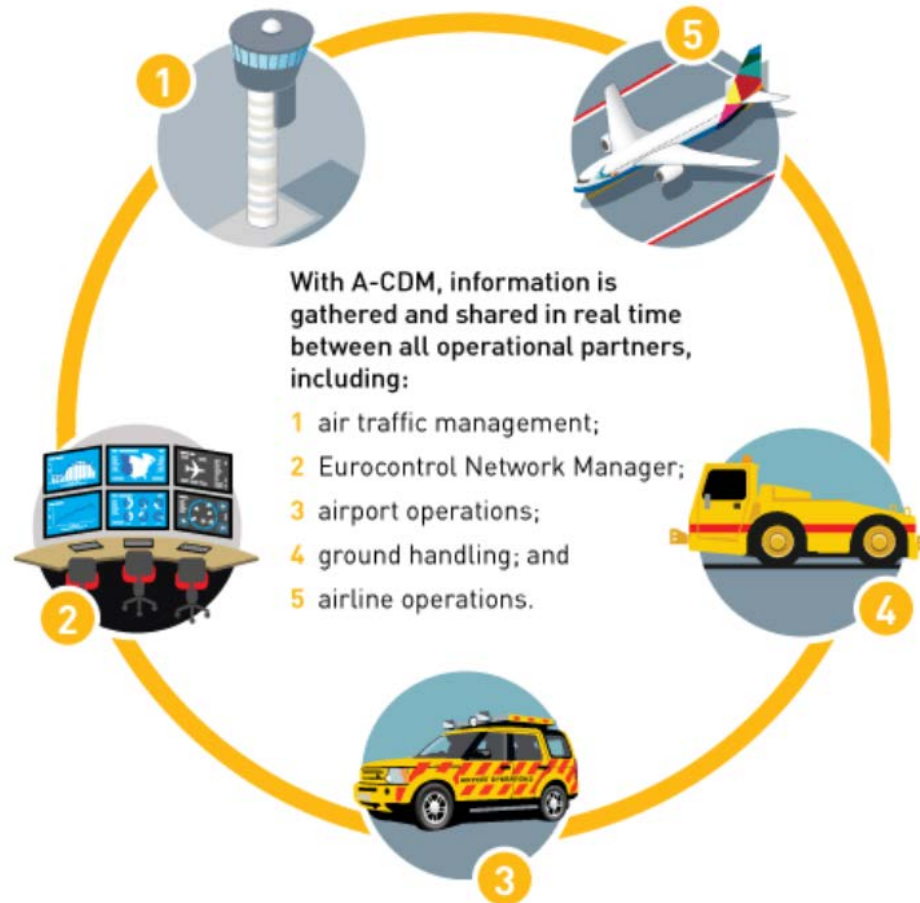 1
5
With A-CDM, information is
gathered and shared in real time
between all operational partners,
including:
1 air traffic management;
2 Eurocontrol Network Manager;
3 airport operations;
4 ground handling; and
5 airline operations.
2
4
AIRPORT OPERATIONS
3